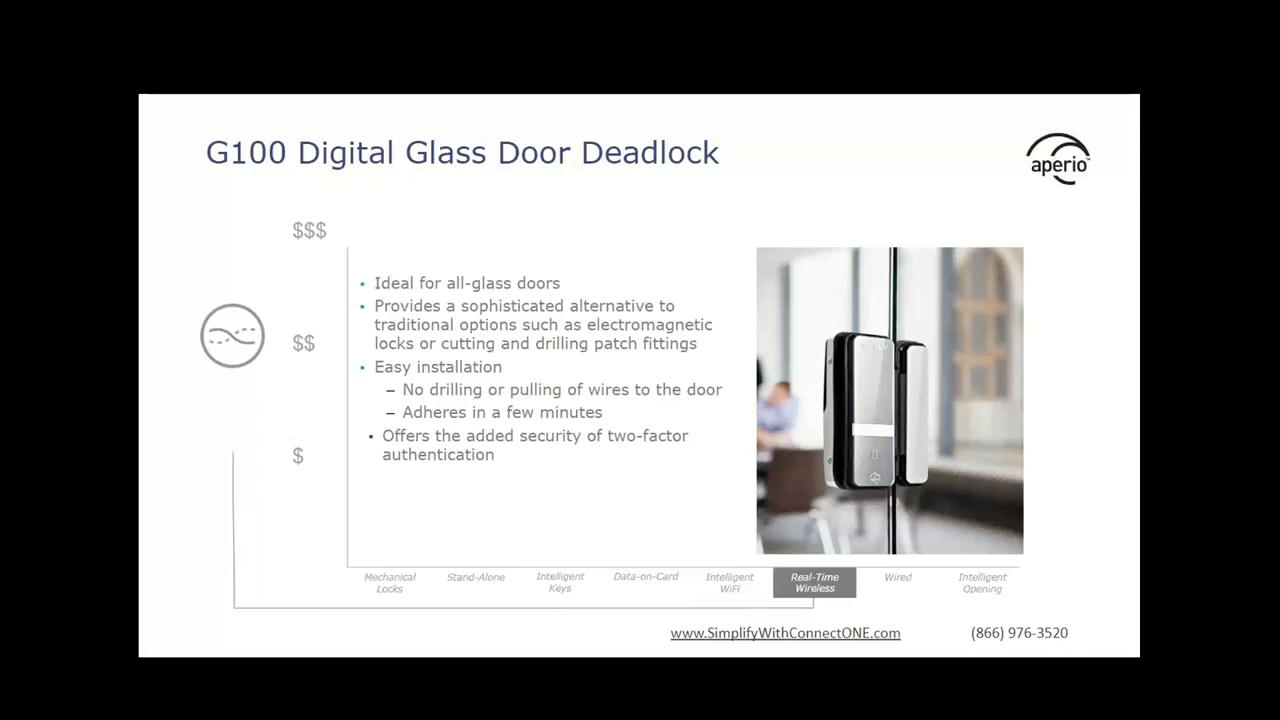 G100 Digital Glass Door Deadlock
aperio™
$$$
$$
$
▪ Ideal for all-glass doors
▪ Provides a sophisticated alternative to
traditional options such as electromagnetic
locks or cutting and drilling patch fittings
▪ Easy installation
– No drilling or pulling of wires to the door
– Adheres in a few minutes
▪ Offers the added security of two-factor
authentication
Mechanical
Locks
Stand-Alone
Intelligent
Keys
Data-on-Card
Intelligent
WiFi
Real-Time
Wireless
Wired
Intelligent
Opening
www.SimplifyWithConnectONE.com
(866) 976-3520